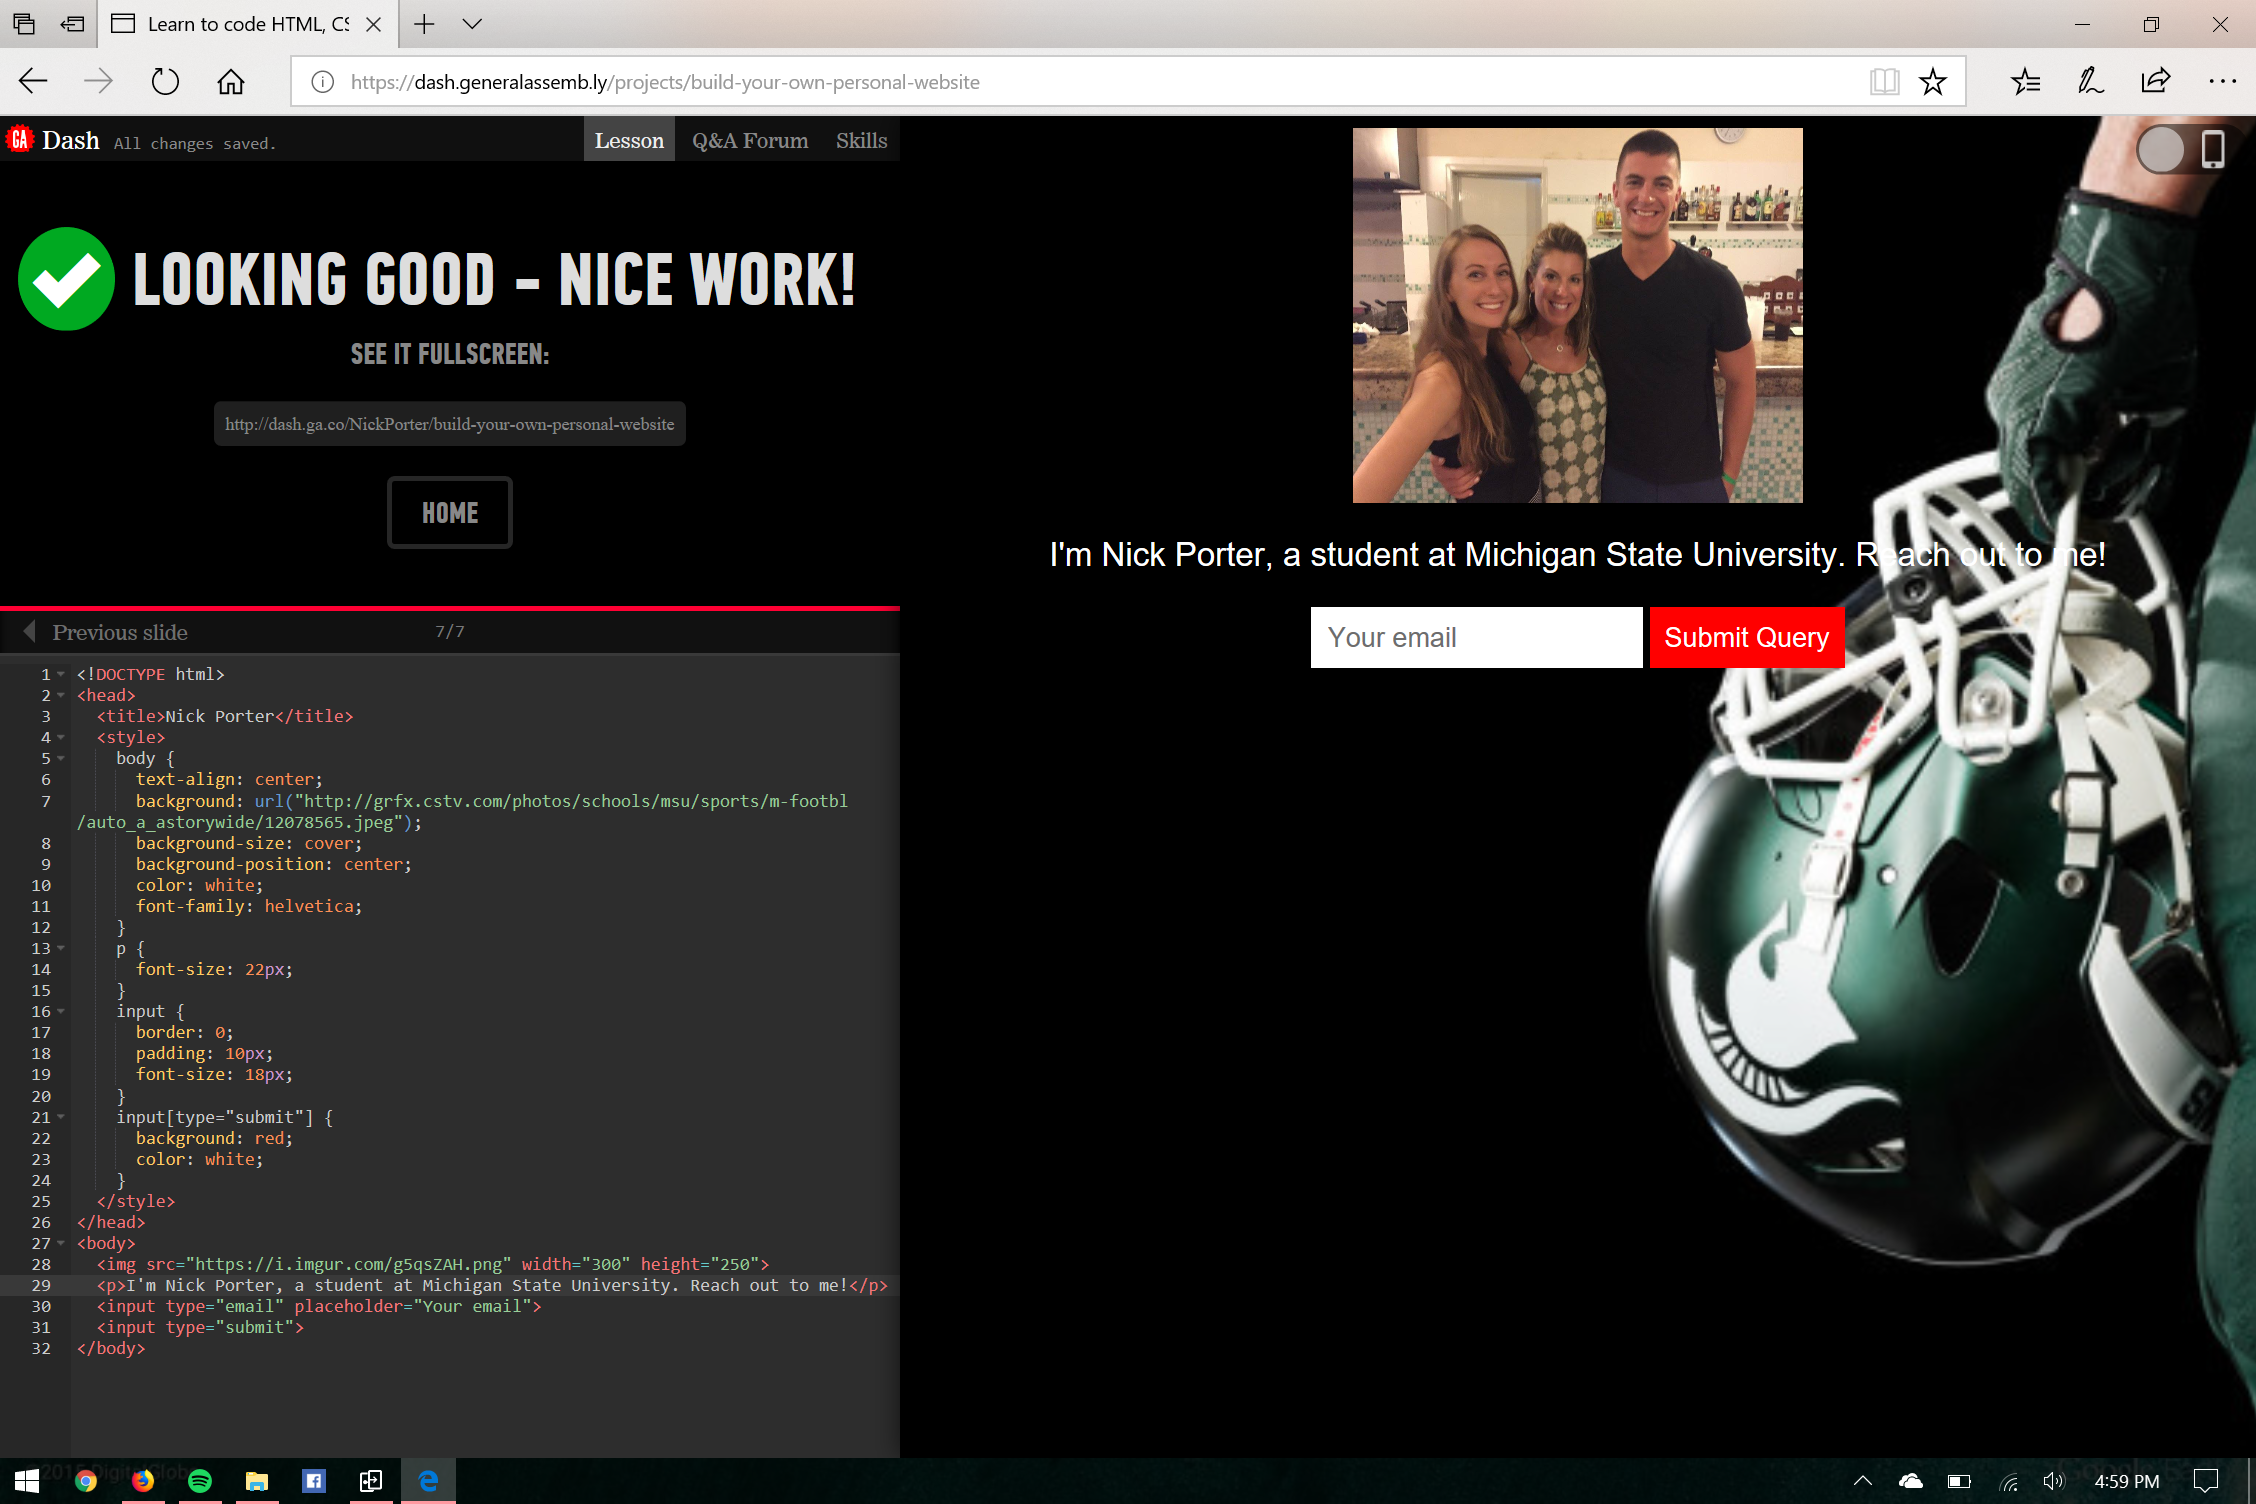 Learn to code HTML, CS
https://dash.generalassemb.ly/projects/build-your-own-personal-website
GA Dash All changes saved. Lesson Q&A Forum Skills
LOOKING GOOD - NICE WORK!
SEE IT FULLSCREEN:
http://dash.ga.co/NickPorter/build-your-own-personal-website
HOME
Previous slide 7/7
1 <!DOCTYPE html>
2 <head>
3 <title>Nick Porter</title>
4 <style>
5 body {
6 text-align: center;
7 background: url("http://grfx.cstv.com/photos/schools/msu/sports/m-footbl
/auto_a_astorywide/12078565.jpeg");
8 background-size: cover;
9 background-position: center;
10 color: white;
11 font-family: helvetica;
12 }
13 p {
14 font-size: 22px;
15 }
16 input {
17 border: 0;
18 padding: 10px;
19 font-size: 18px;
20 }
21 input[type="submit"] {
22 background: red;
23 color: white;
24 }
25 </style>
26 </head>
27 <body>
28 <img src="https://i.imgur.com/g5qsZAH.png" width="300" height="250">
29 <p>I'm Nick Porter, a student at Michigan State University. Reach out to me!</p>
30 <input type="email" placeholder="Your email">
31 <input type="submit">
32 </body>
I'm Nick Porter, a student at Michigan State University. Reach out to me!
Your email Submit Query
4:59 PM